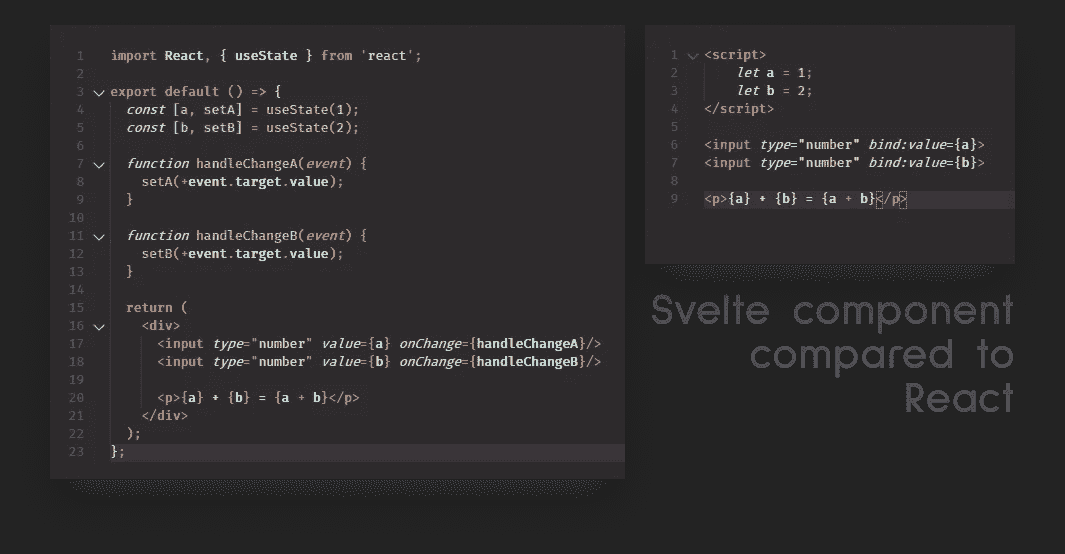 1 import React, { useState } from 'react';
2
3 export default () => {
4   const [a, setA] = useState(1);
5   const [b, setB] = useState(2);
6
7   function handleChangeA(event) {
8     setA(+event.target.value);
9   }
10
11   function handleChangeB(event) {
12     setB(+event.target.value);
13   }
14
15   return (
16     <div>
17       <input type="number" value={a} onChange={handleChangeA}/>
18       <input type="number" value={b} onChange={handleChangeB}/>
19
20       <p>{a} + {b} = {a + b}</p>
21     </div>
22   );
23 };
1 <script>
2     let a = 1;
3     let b = 2;
4 </script>
5
6 <input type="number" bind:value={a}>
7 <input type="number" bind:value={b}>
8
9 <p>{a} + {b} = {a + b}</p>
Svelte component
compared to
React